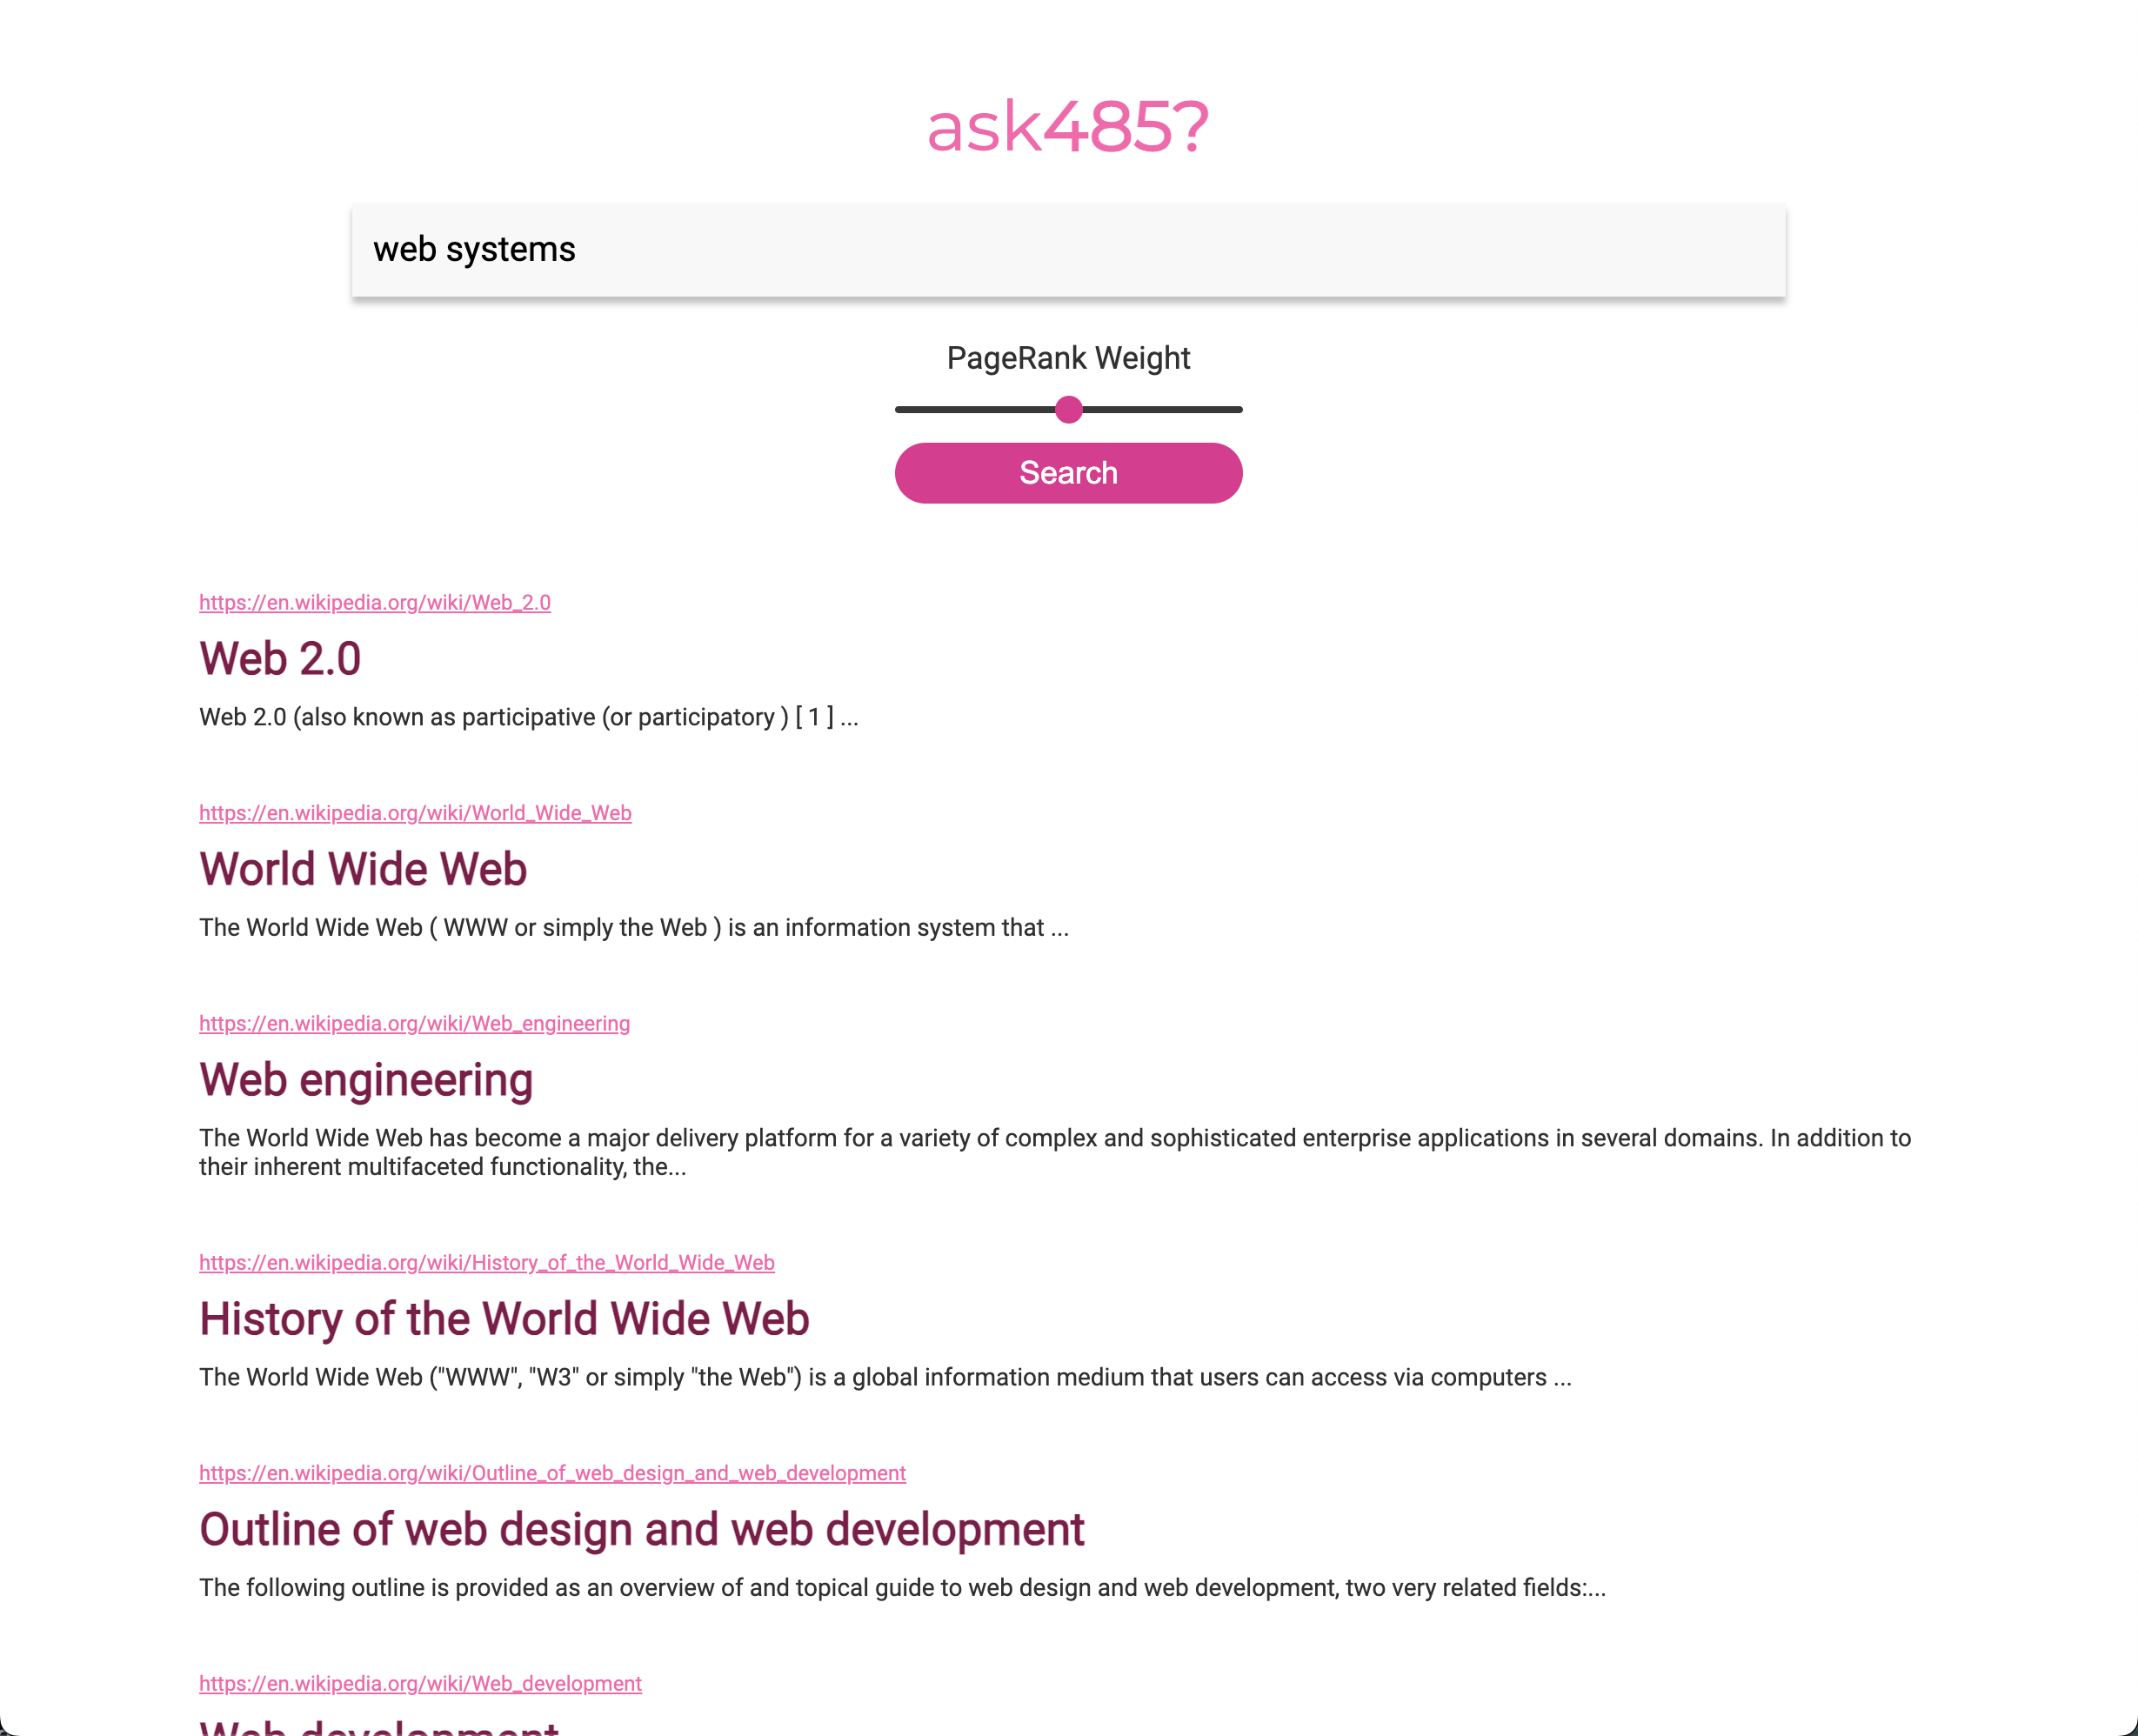 ask485?
web systems
PageRank Weight
Search
https://en.wikipedia.org/wiki/Web_2.0
Web 2.0
Web 2.0 (also known as participative (or participatory ) [ 1 ] ...
https://en.wikipedia.org/wiki/World_Wide_Web
World Wide Web
The World Wide Web ( WWW or simply the Web ) is an information system that ...
https://en.wikipedia.org/wiki/Web_engineering
Web engineering
The World Wide Web has become a major delivery platform for a variety of complex and sophisticated enterprise applications in several domains. In addition to
their inherent multifaceted functionality, the...
https://en.wikipedia.org/wiki/History_of_the_World_Wide_Web
History of the World Wide Web
The World Wide Web ("WWW", "W3" or simply "the Web") is a global information medium that users can access via computers ...
https://en.wikipedia.org/wiki/Outline_of_web_design_and_web_development
Outline of web design and web development
The following outline is provided as an overview of and topical guide to web design and web development, two very related fields:...
https://en.wikipedia.org/wiki/Web_development
Web development